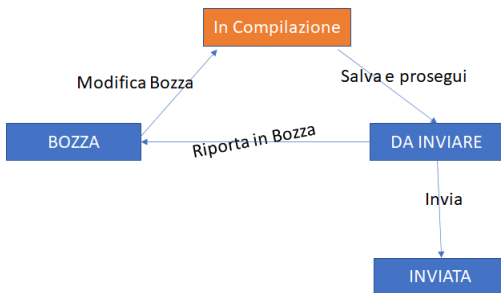 In Compilazione
Modifica Bozza
Salva e prosegui
BOZZA
Riporta in Bozza
DA INVIARE
Invia
INVIATA